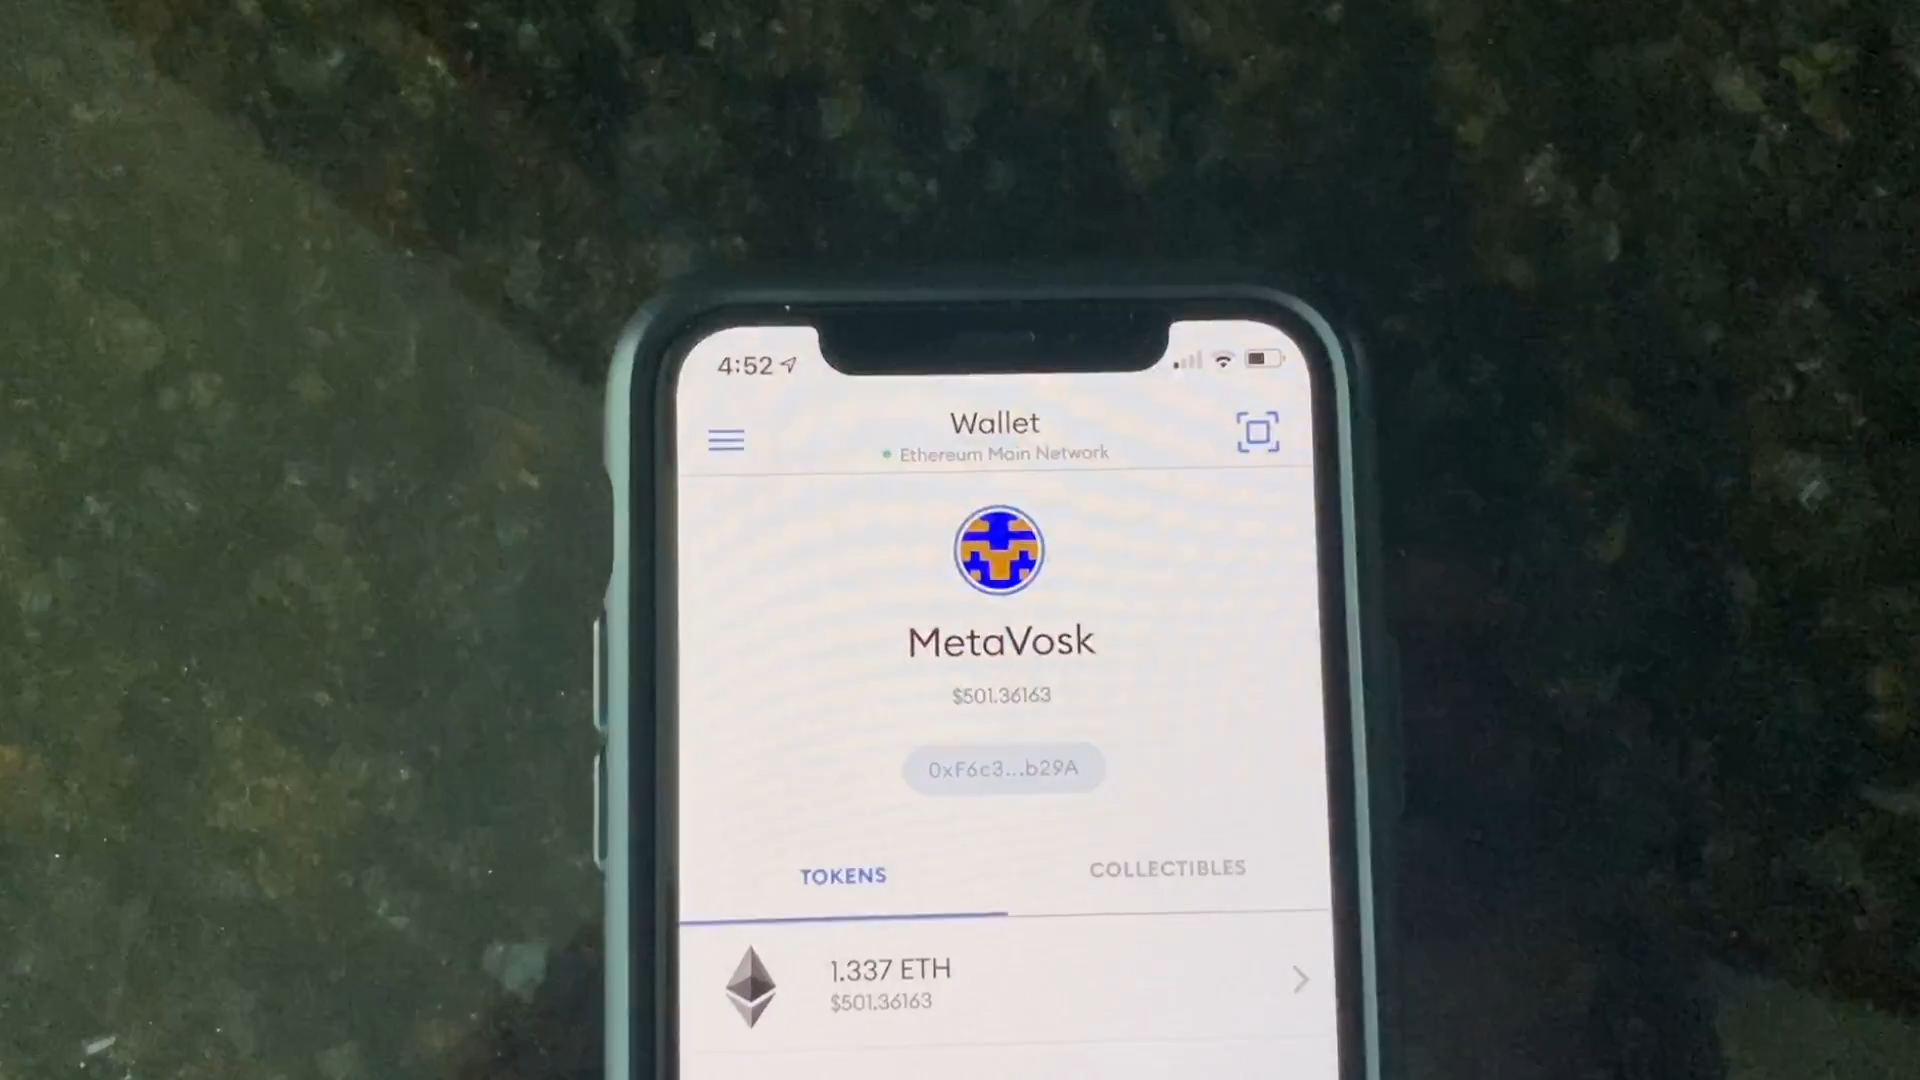 4:52
Wallet
Ethereum Main Network
MetaVosk
$501.36163
0xF6c3...b29A
TOKENS
COLLECTIBLES
1.337 ETH
$501.36163